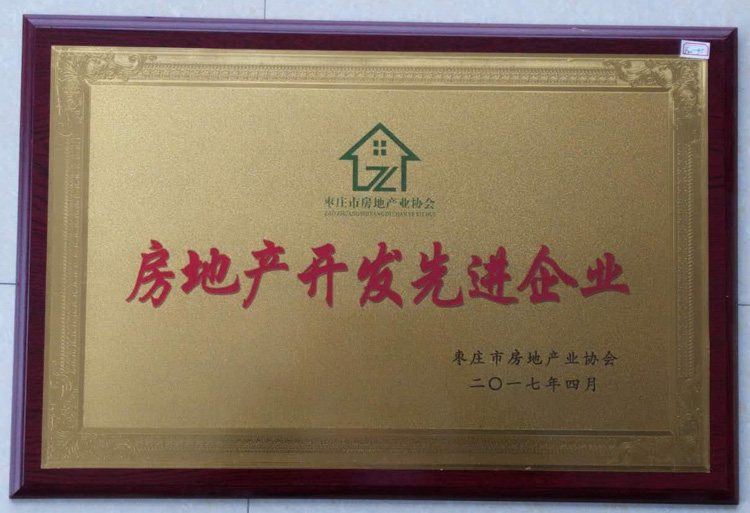 枣庄市房地产业协会
房地产开发先进企业
枣庄市房地产业协会
二〇一七年四月